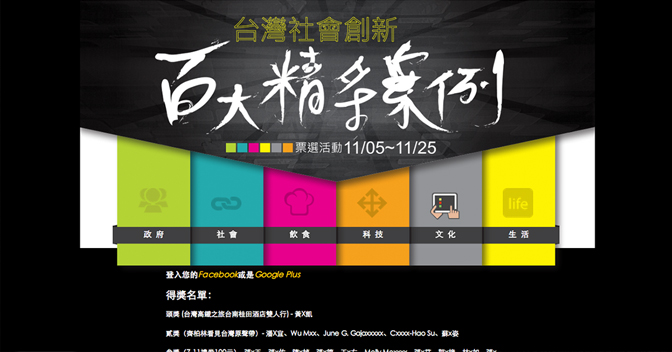 台灣社會創新
百大精采案例
票選活動11/05~11/25
life
政府 社會 飲食 科技 文化 生活
登入您的Facebook或是Google Plus
得獎名單:
頭獎 (台灣高鐵之旅台南桂田酒店雙人行) - 黃X凱
貳獎 (齊柏林看見台灣原聲帶) - 潘X宜、Wu Mxx、June G. Gajaxxxxx、Cxxxx-Hao Su、蘇x姿